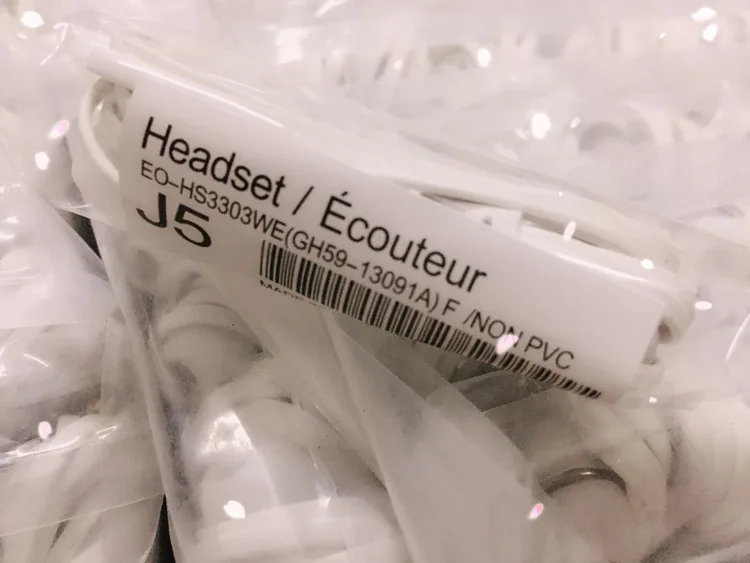 Headset / Écouteur
EO-HS3303WE(GH59-13091A) F /NON PVC
J5